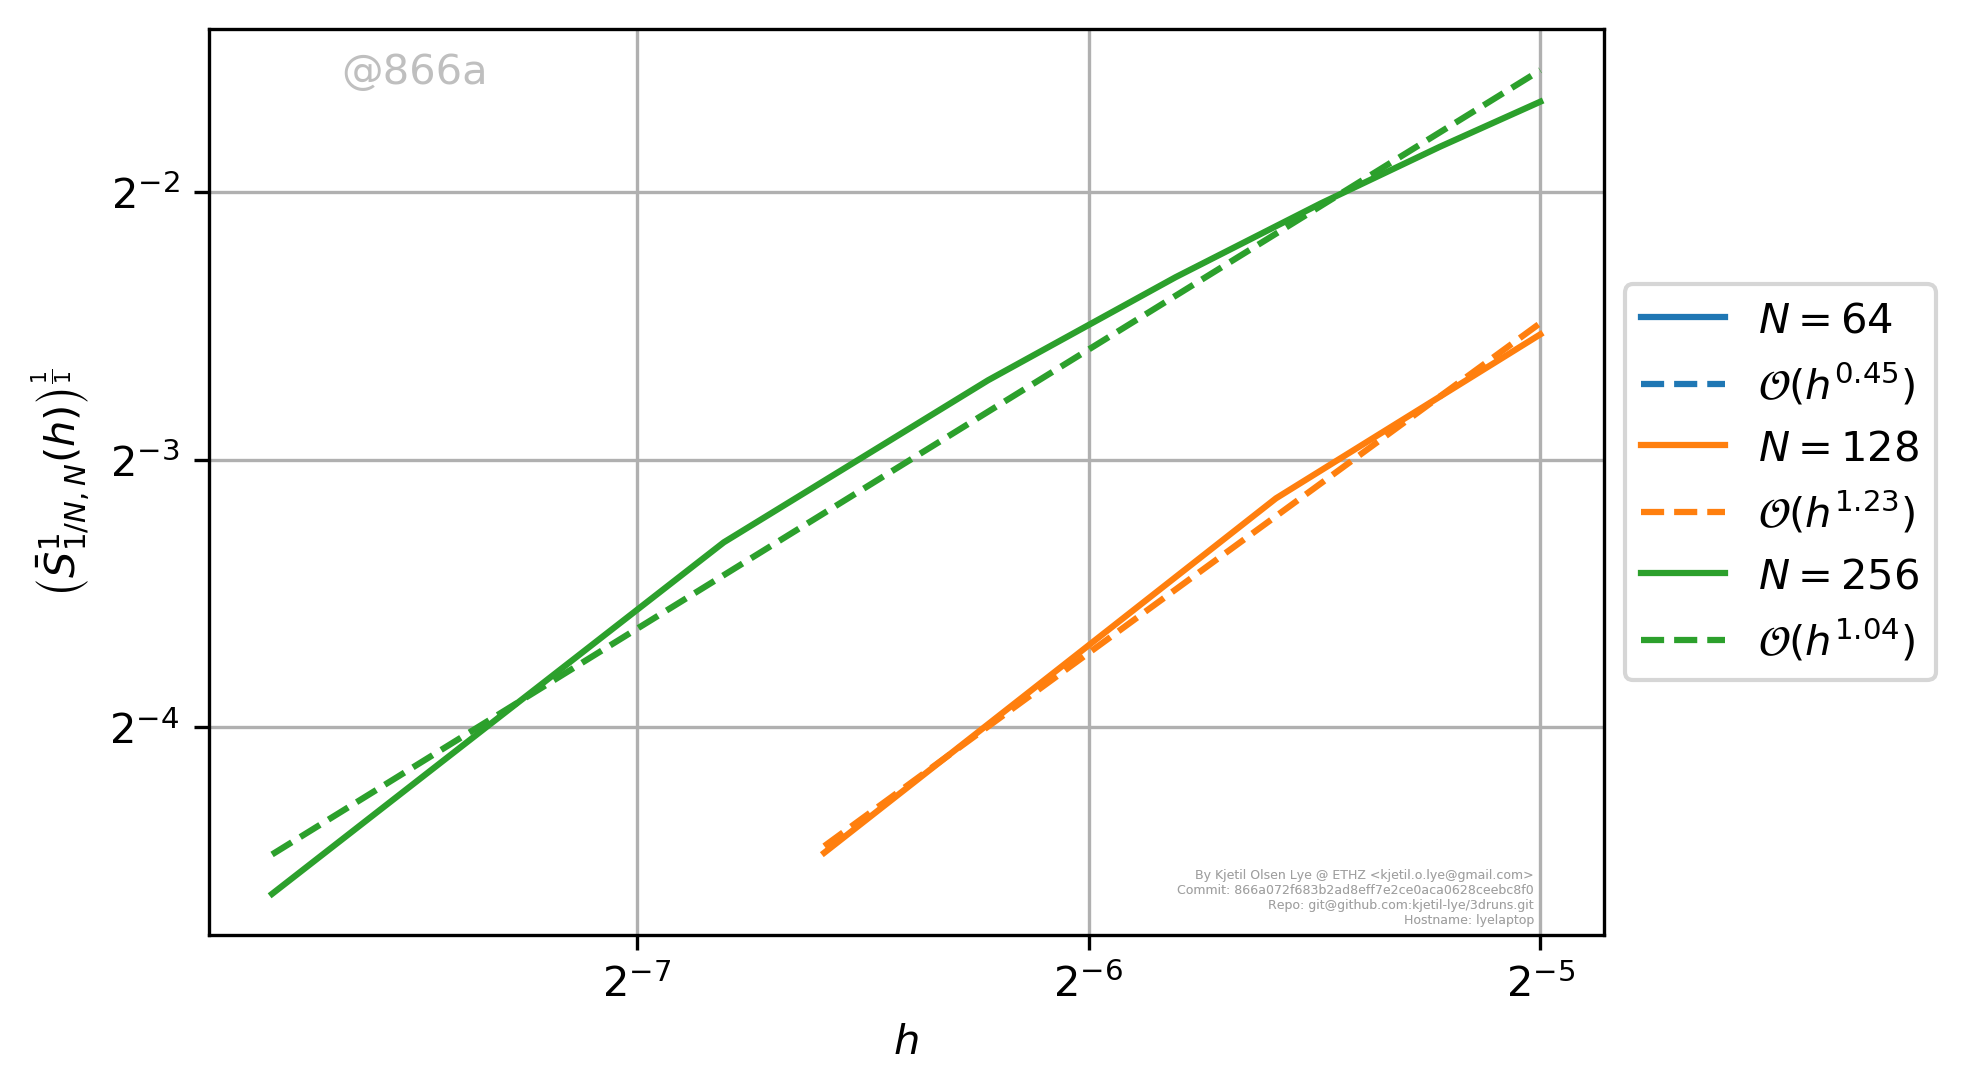 @866a
2^{-2}
2^{-3}
2^{-4}
(S̄^1_{1/N, N}(h))^{1/1}
2^{-7}
2^{-6}
2^{-5}
h
By Kjetil Olsen Lye @ ETHZ <kjetil.o.lye@gmail.com>
Commit: 866a072f683b2ad8eff7e2ce0aca0628ceebc8f0
Repo: git@github.com:kjetil-lye/3druns.git
Hostname: lyelaptop
N = 64
𝒪(h^{0.45})
N = 128
𝒪(h^{1.23})
N = 256
𝒪(h^{1.04})